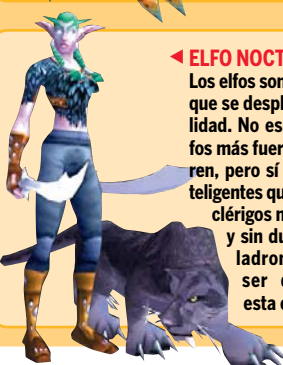 ELFO NOCT
Los elfos son
que se despl
lidad. No es
fos más fuer
ren, pero sí
teligentes qu
clérigos n
y sin du
ladron
ser
esta